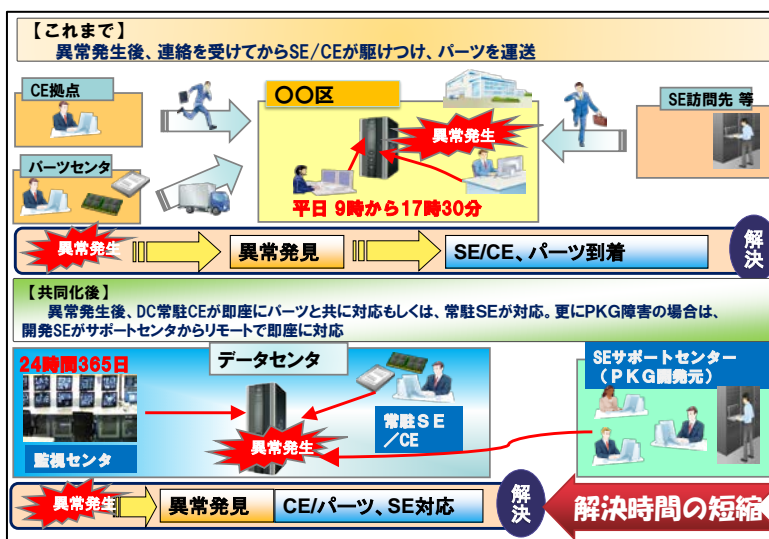 【これまで】
異常発生後、連絡を受けてからSE/CEが駆けつけ、パーツを運送
CE拠点
〇〇区
SE訪問先 等
異常発生
パーツセンタ
平日 9時から17時30分
異常発生
異常発見
SE/CE、パーツ到着
解決
【共同化後】
異常発生後、DC常駐CEが即座にパーツと共に対応もしくは、常駐SEが対応。更にPKG障害の場合は、
開発SEがサポートセンタからリモートで即座に対応
データセンタ
24時間365日
SEサポートセンター
（ＰＫＧ開発元）
常駐ＳＥ
／CE
異常発生
監視センタ
異常発生
異常発見
CE/パーツ、SE対応
解決
解決時間の短縮